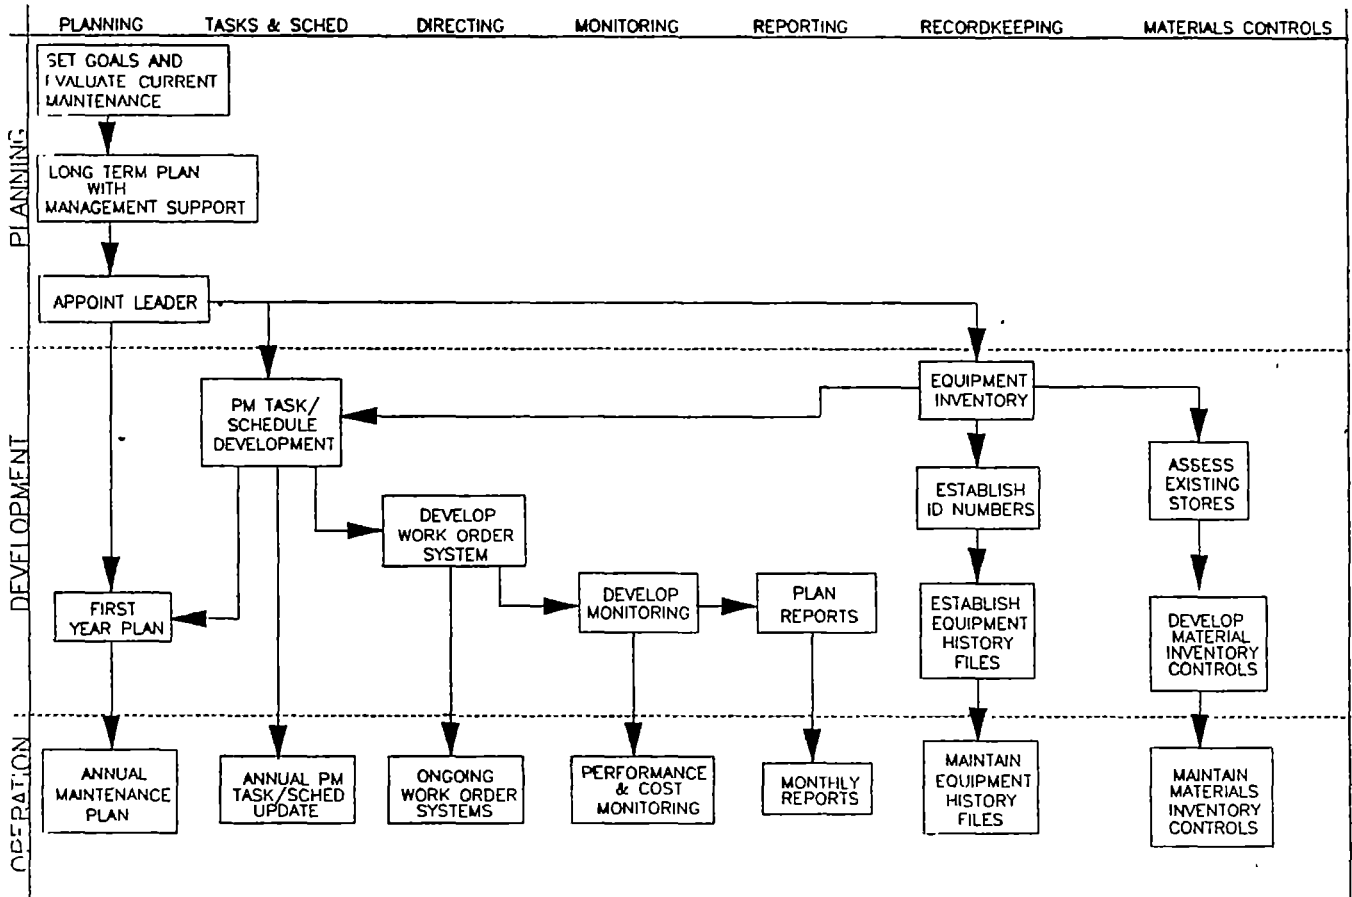 PLANNING TASKS & SCHED DIRECTING MONITORING REPORTING RECORDKEEPING MATERIALS CONTROLS
PLANNING
SET GOALS AND
EVALUATE CURRENT
MAINTENANCE
LONG TERM PLAN
WITH
MANAGEMENT SUPPORT
APPOINT LEADER
DEVELOPMENT
PM TASK/
SCHEDULE
DEVELOPMENT
EQUIPMENT
INVENTORY
ASSESS
EXISTING
STORES
ESTABLISH
ID NUMBERS
DEVELOP
WORK ORDER
SYSTEM
DEVELOP
MONITORING
PLAN
REPORTS
FIRST
YEAR PLAN
ESTABLISH
EQUIPMENT
HISTORY
FILES
DEVELOP
MATERIAL
INVENTORY
CONTROLS
OPERATION
ANNUAL
MAINTENANCE
PLAN
ANNUAL PM
TASK/SCHED
UPDATE
ONGOING
WORK ORDER
SYSTEMS
PERFORMANCE
& COST
MONITORING
MONTHLY
REPORTS
MAINTAIN
EQUIPMENT
HISTORY
FILES
MAINTAIN
MATERIALS
INVENTORY
CONTROLS